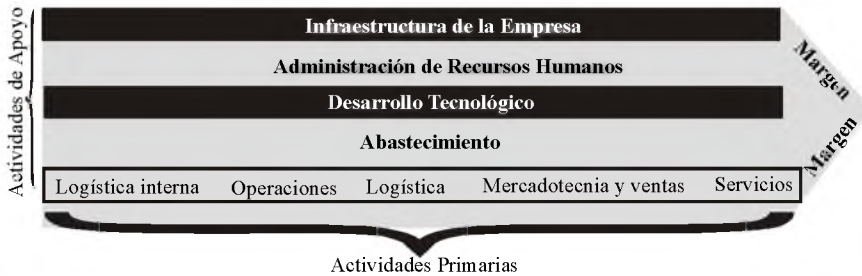 Actividades de Apoyo
Infraestructura de la Empresa
Administración de Recursos Humanos
Desarrollo Tecnológico
Abastecimiento
Margen
Margen
Logística interna Operaciones Logística Mercadotecnia y ventas Servicios
Actividades Primarias